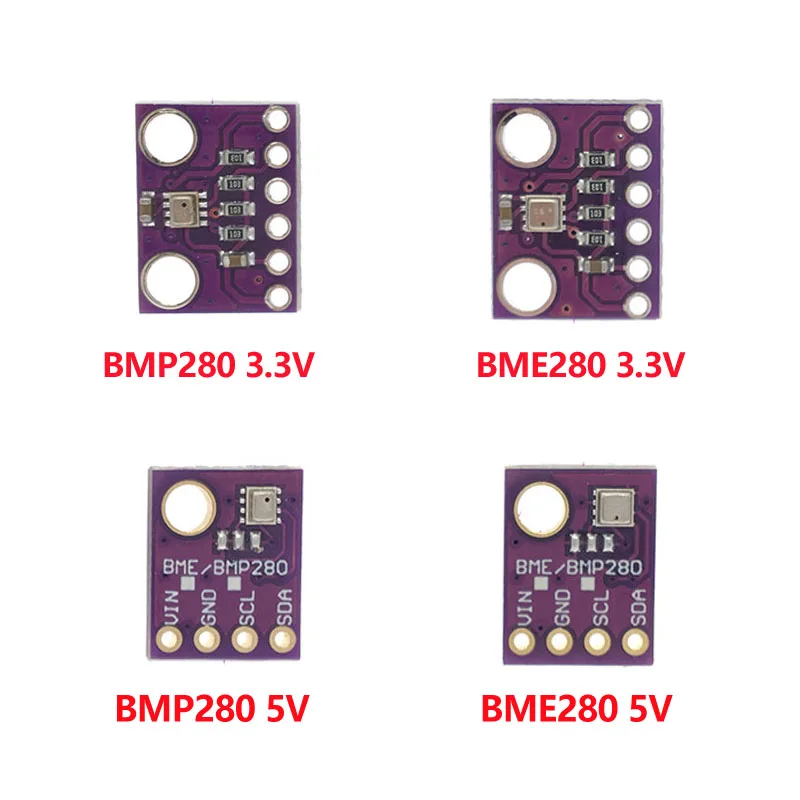 103
103
103
103
103
103
103
103
BMP280 3.3V
BME280 3.3V
BME/BMP280
VIN
GND
SCL
SDA
BME/BMP280
VIN
GND
SCL
SDA
BMP280 5V
BME280 5V